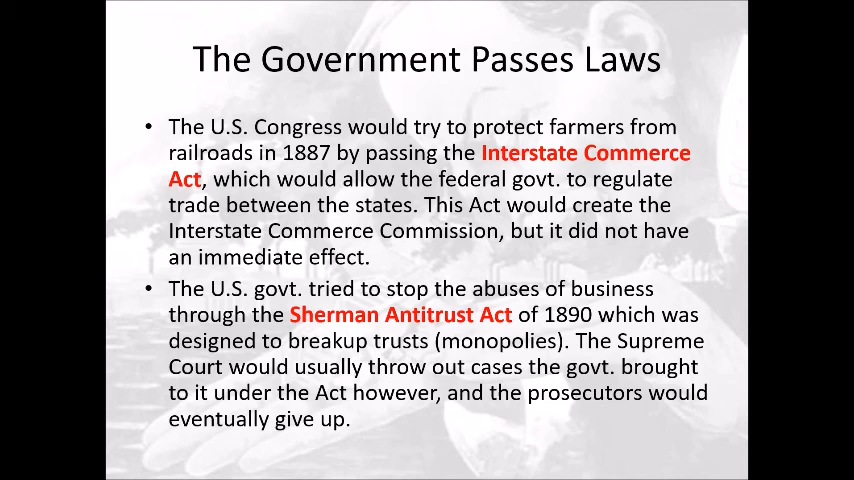 The Government Passes Laws
• The U.S. Congress would try to protect farmers from
railroads in 1887 by passing the Interstate Commerce
Act, which would allow the federal govt. to regulate
trade between the states. This Act would create the
Interstate Commerce Commission, but it did not have
an immediate effect.
• The U.S. govt. tried to stop the abuses of business
through the Sherman Antitrust Act of 1890 which was
designed to breakup trusts (monopolies). The Supreme
Court would usually throw out cases the govt. brought
to it under the Act however, and the prosecutors would
eventually give up.